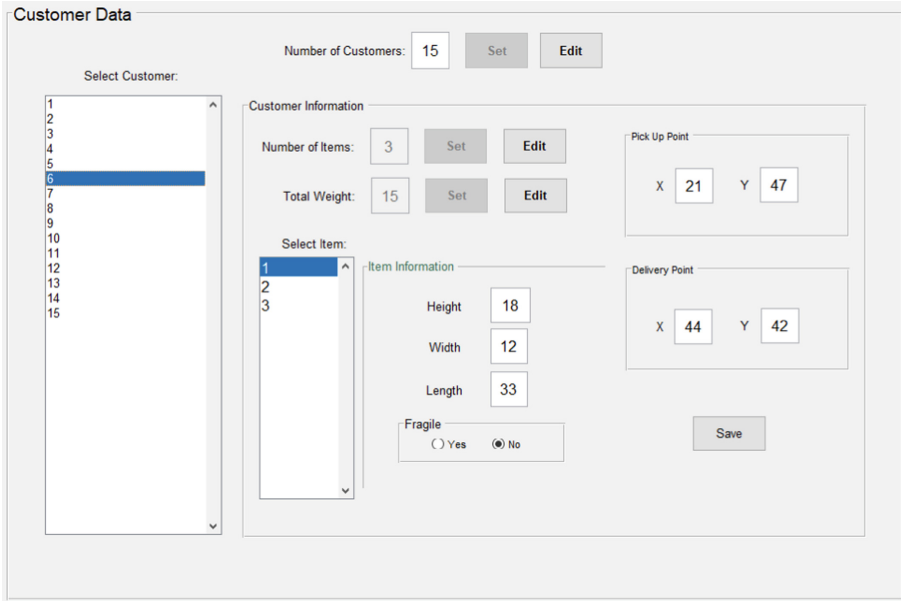 Customer Data
Number of Customers: 15 Set Edit
Select Customer:
1
2
3
4
5
6
7
8
9
10
11
12
13
14
15
Customer Information
Number of Items: 3 Set Edit
Total Weight: 15 Set Edit
Select Item:
1
2
3
Item Information
Height 18
Width 12
Length 33
Fragile
Yes No
Pick Up Point
X 21 Y 47
Delivery Point
X 44 Y 42
Save